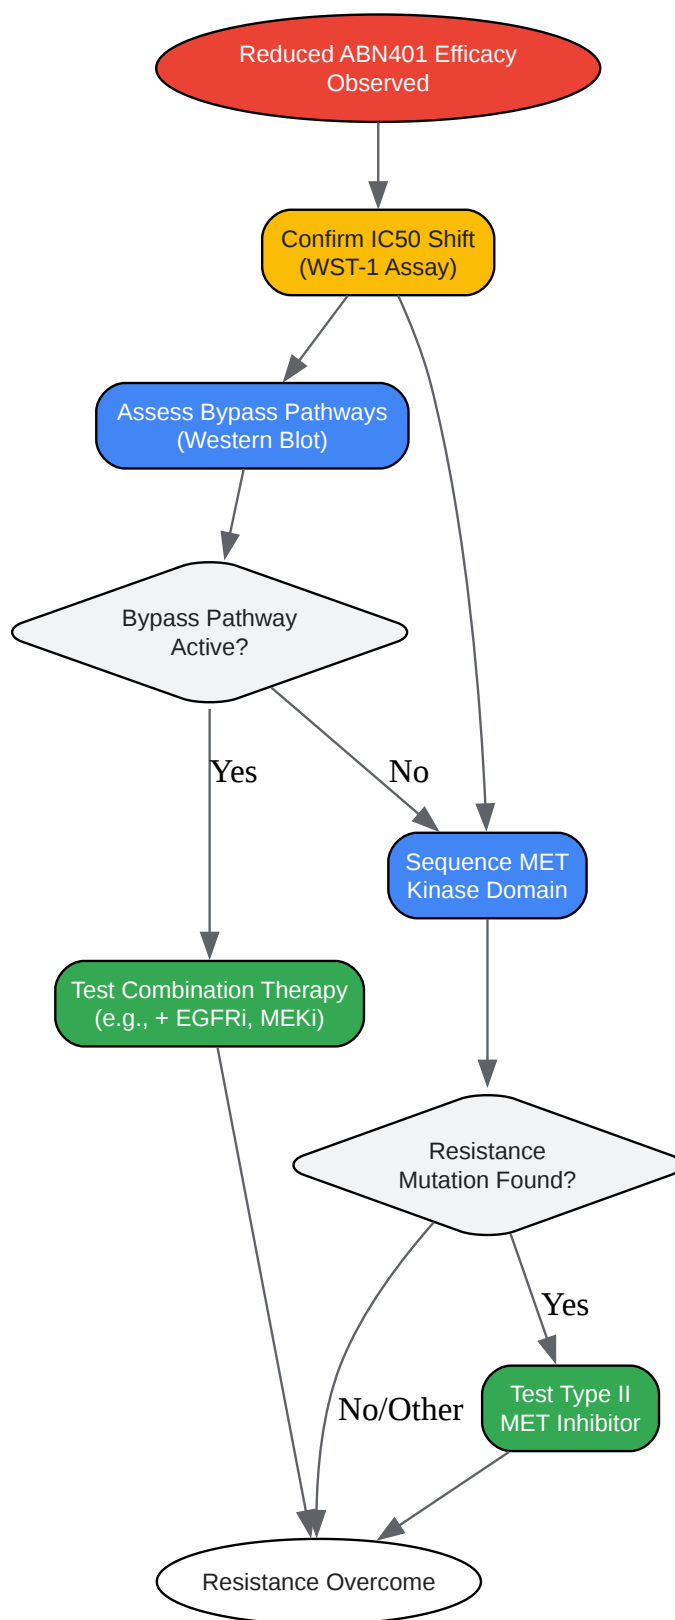 Reduced ABN401 Efficacy
Observed
Confirm IC50 Shift
(WST-1 Assay)
Assess Bypass Pathways
(Western Blot)
Bypass Pathway
Active?
Yes
No
Sequence MET
Kinase Domain
Test Combination Therapy
(e.g., + EGFRi, MEKi)
Resistance
Mutation Found?
Yes
No/Other
Test Type II
MET Inhibitor
Resistance Overcome